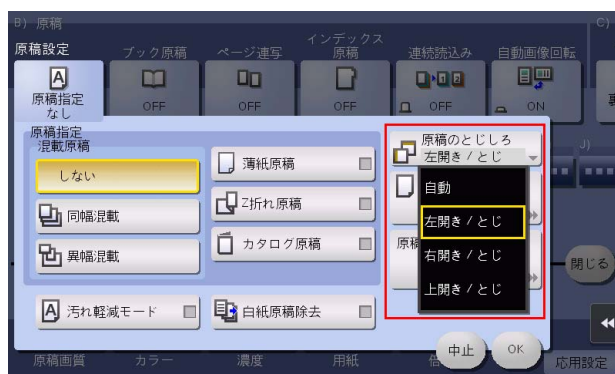 B) 原稿
C)
原稿設定
ブック原稿
ページ連写
インデックス
原稿
連続読込み
自動画像回転
原稿指定
なし
OFF
OFF
OFF
OFF
ON
原稿指定
混載原稿
しない
同幅混載
異幅混載
薄紙原稿
Z折れ原稿
カタログ原稿
原稿のとじしろ
左開き / とじ
自動
左開き / とじ
右開き / とじ
上開き / とじ
J)
閉じる
汚れ軽減モード
白紙原稿除去
中止
OK
原稿画質
カラー
濃度
用紙
応用設定